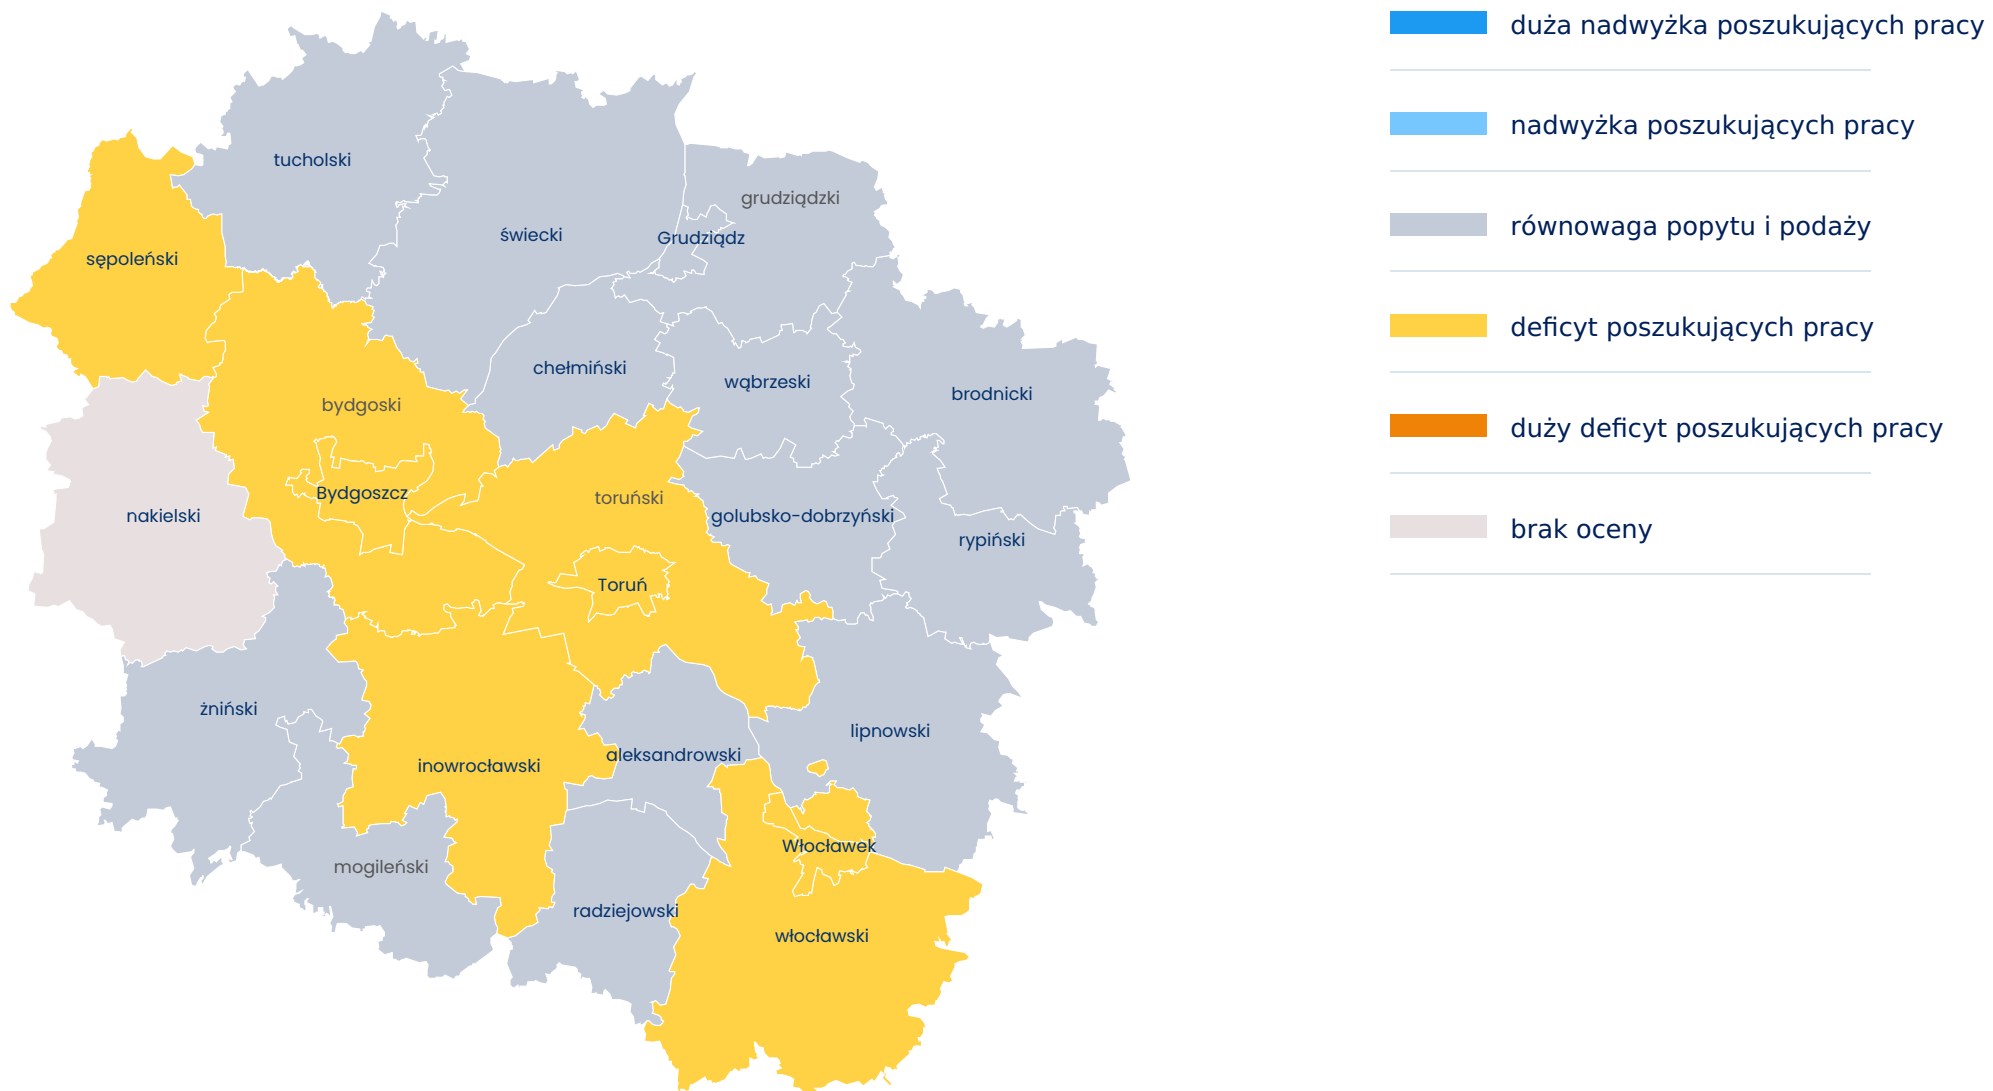 tucholski
grudziądzki
świecki
Grudziądz
sępoleński
chełmiński
wąbrzeski
brodnicki
bydgoski
Bydgoszcz
toruński
nakielski
golubsko-dobrzyński
rypiński
Toruń
żniński
lipnowski
aleksandrowski
inowrocławski
Włocławek
mogileński
radziejowski
włocławski
duża nadwyżka poszukujących pracy
nadwyżka poszukujących pracy
równowaga popytu i podaży
deficyt poszukujących pracy
duży deficyt poszukujących pracy
brak oceny